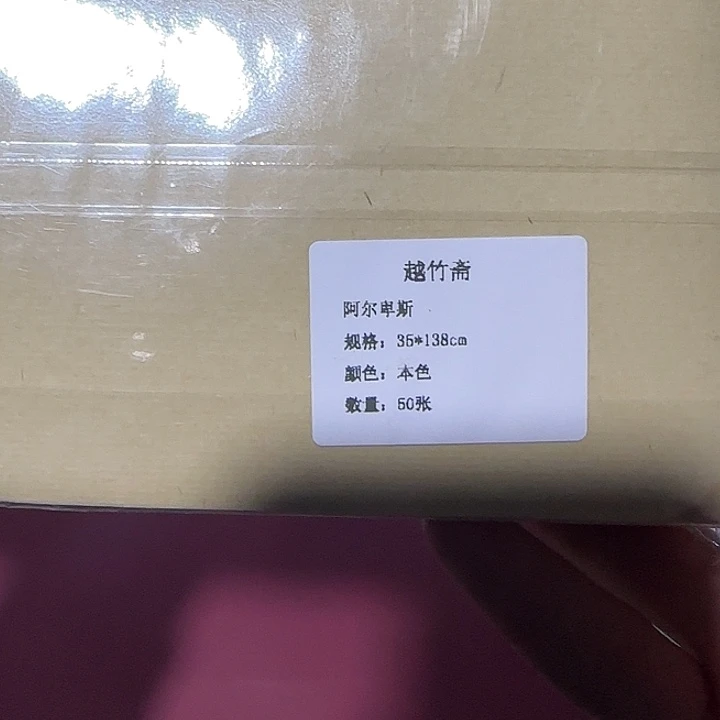 越竹斋
阿尔卑斯
规格：35*138cm
颜色：本色
数量：50张